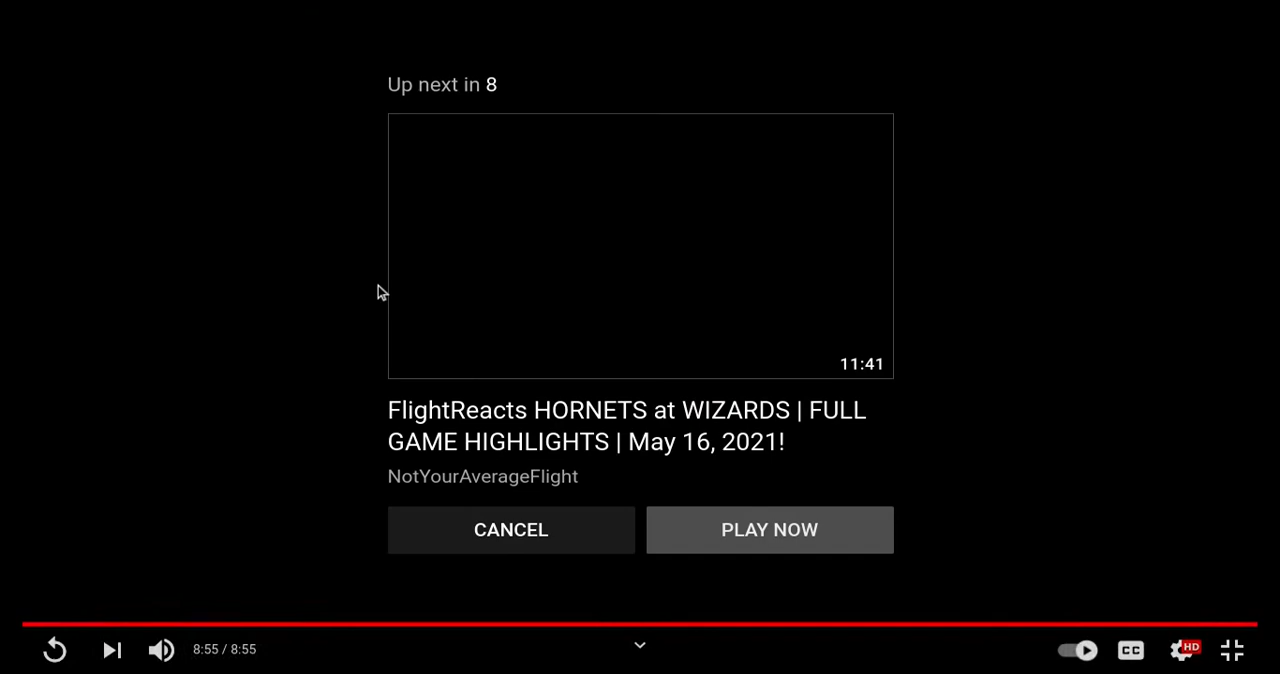 Up next in 8
11:41
FlightReacts HORNETS at WIZARDS | FULL
GAME HIGHLIGHTS | May 16, 2021!
NotYourAverageFlight
CANCEL
PLAY NOW
8:55 / 8:55
CC
HD